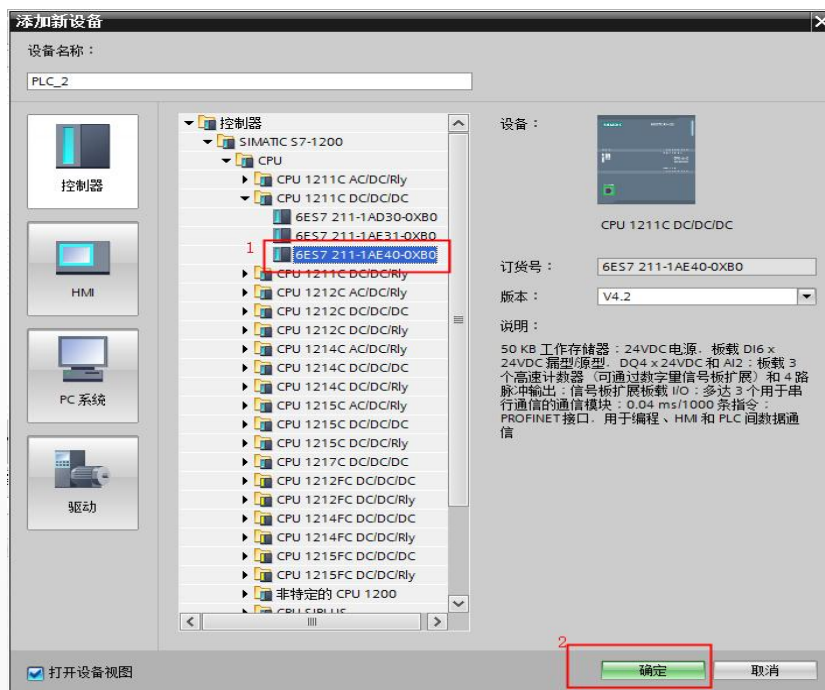 添加新设备
设备名称：
PLC_2
控制器
HMI
PC 系统
驱动
控制器
SIMATIC S7-1200
CPU
CPU 1211C AC/DC/Rly
CPU 1211C DC/DC/DC
6ES7 211-1AD30-0XB0
6ES7 211-1AE31-0XB0
1
6ES7 211-1AE40-0XB0
CPU 1211C DC/DC/Rly
CPU 1212C AC/DC/Rly
CPU 1212C DC/DC/DC
CPU 1212C DC/DC/Rly
CPU 1214C AC/DC/Rly
CPU 1214C DC/DC/DC
CPU 1214C DC/DC/Rly
CPU 1215C AC/DC/Rly
CPU 1215C DC/DC/DC
CPU 1215C DC/DC/Rly
CPU 1217C DC/DC/DC
CPU 1212FC DC/DC/DC
CPU 1212FC DC/DC/Rly
CPU 1214FC DC/DC/DC
CPU 1214FC DC/DC/Rly
CPU 1215FC DC/DC/DC
CPU 1215FC DC/DC/Rly
非特定的 CPU 1200
CPU SIPLUS
设备：
CPU 1211C DC/DC/DC
订货号：
6ES7 211-1AE40-0XB0
版本：
V4.2
说明：
50 KB 工作存储器；24VDC 电源，板载 DI6 x
24VDC 漏型/源型，DQ4 x 24VDC 和 AI2；板载 3
个高速计数器（可通过数字量信号板扩展）和 4 路
脉冲输出；信号板扩展板载 I/O；多达 3 个用于串
行通信的通信模块；0.04 ms/1000 条指令；
PROFINET 接口，用于编程、HMI 和 PLC 间数据通
信
打开设备视图
2
确定
取消